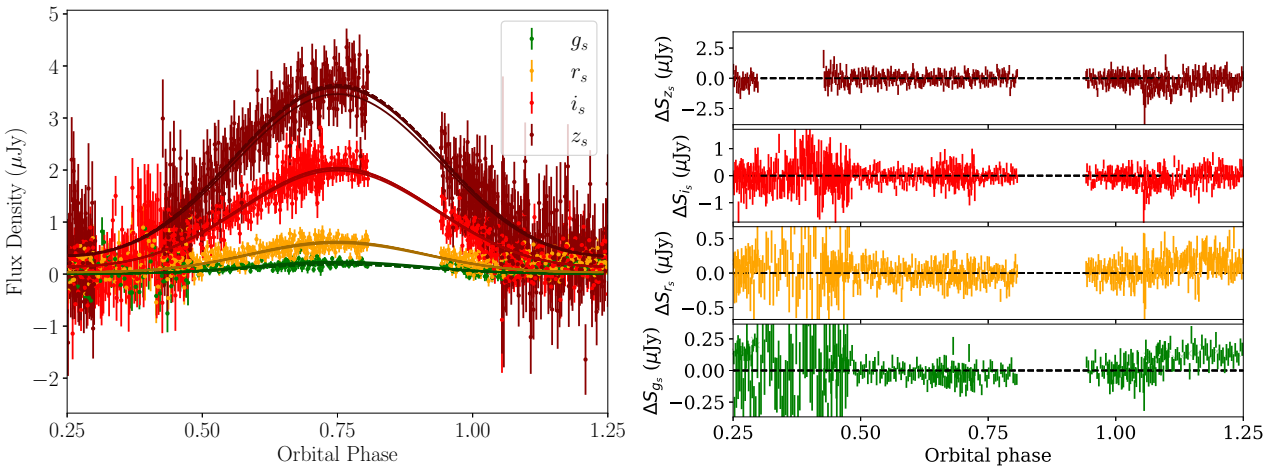 5
4
3
2
1
0
−1
−2
Flux Density (μJy)
0.25 0.50 0.75 1.00 1.25
Orbital Phase
g_s
r_s
i_s
z_s
2.5
0.0
−2.5
ΔS_{z_s} (μJy)
1
0
−1
ΔS_{i_s} (μJy)
0.5
0.0
−0.5
ΔS_{r_s} (μJy)
0.25
0.00
−0.25
ΔS_{g_s} (μJy)
0.25 0.50 0.75 1.00 1.25
Orbital phase